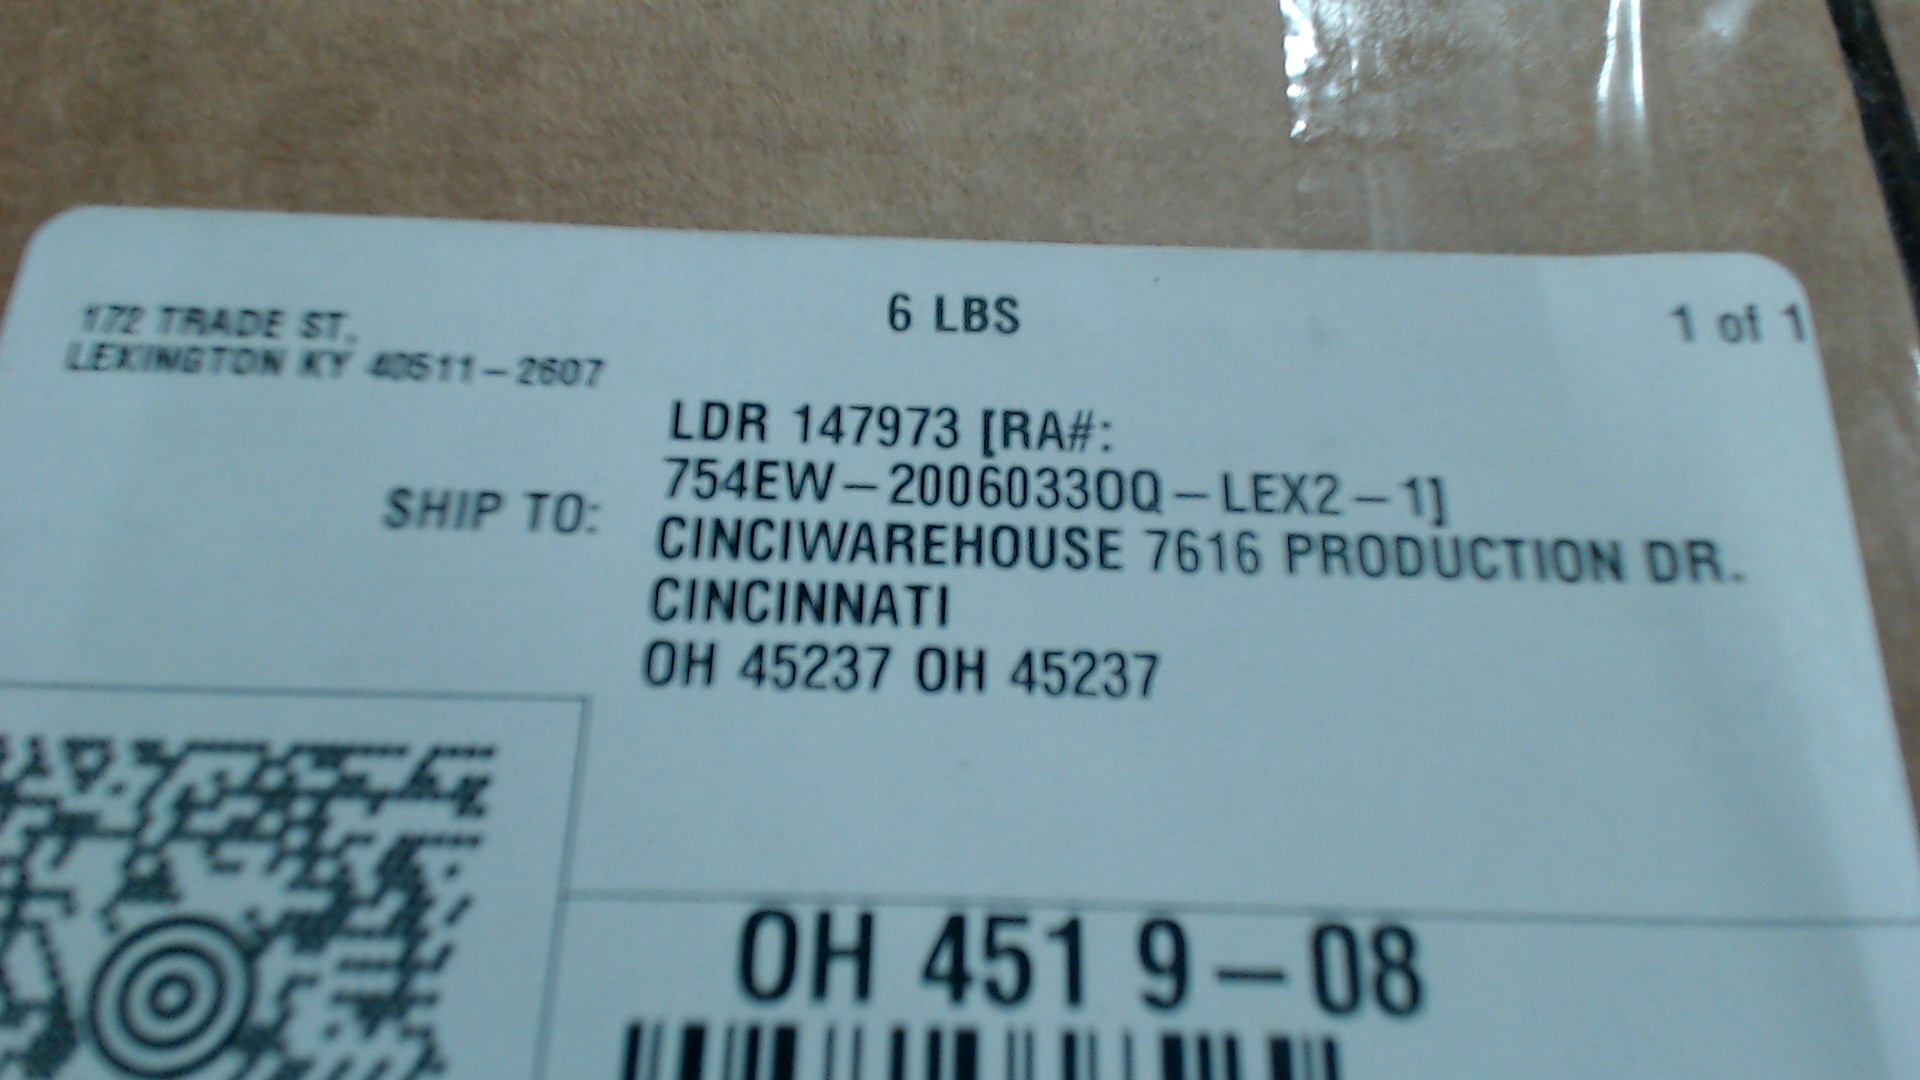 172 TRADE ST,
LEXINGTON KY 40511-2607
6 LBS
1 of 1
SHIP TO:
LDR 147973 [RA#:
754EW-20060330Q-LEX2-1]
CINCIWAREHOUSE 7616 PRODUCTION DR.
CINCINNATI
OH 45237 OH 45237
OH 451 9-08